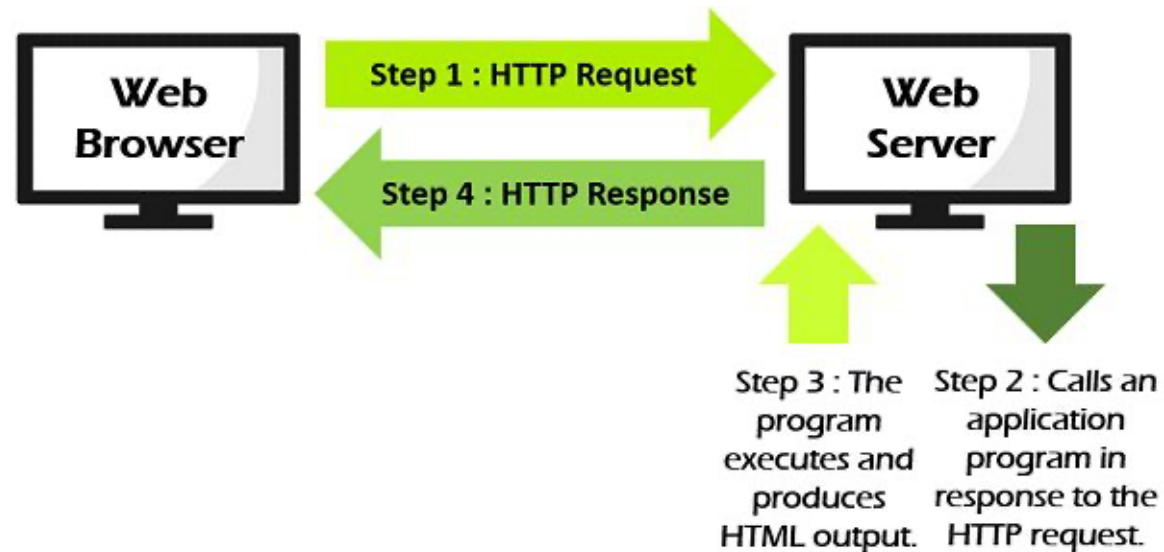 Web
Browser
Step 1 : HTTP Request
Step 4 : HTTP Response
Web
Server
Step 3 : The
program
executes and
produces
HTML output.
Step 2 : Calls an
application
program in
response to the
HTTP request.